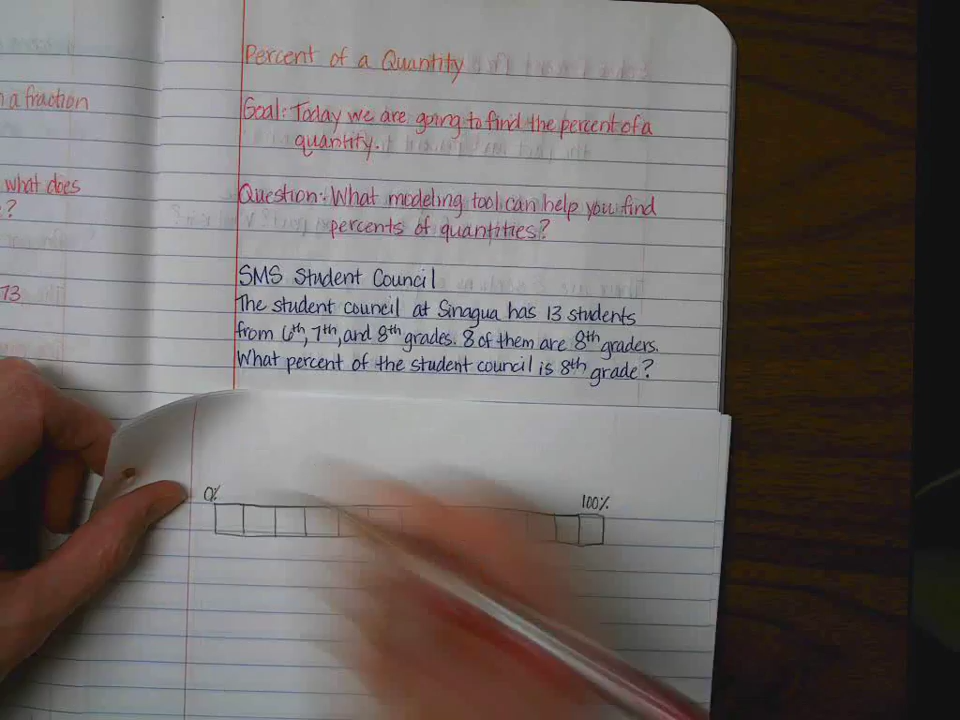 Percent of a Quantity
n a fraction
Goal: Today we are going to find the percent of a
quantity.
what does
?
Question: What modeling tool can help you find
percents of quantities?
SMS Student Council
73
The student council at Sinagua has 13 students
from 6th, 7th, and 8th grades. 8 of them are 8th graders.
What percent of the student council is 8th grade?
0%
100%